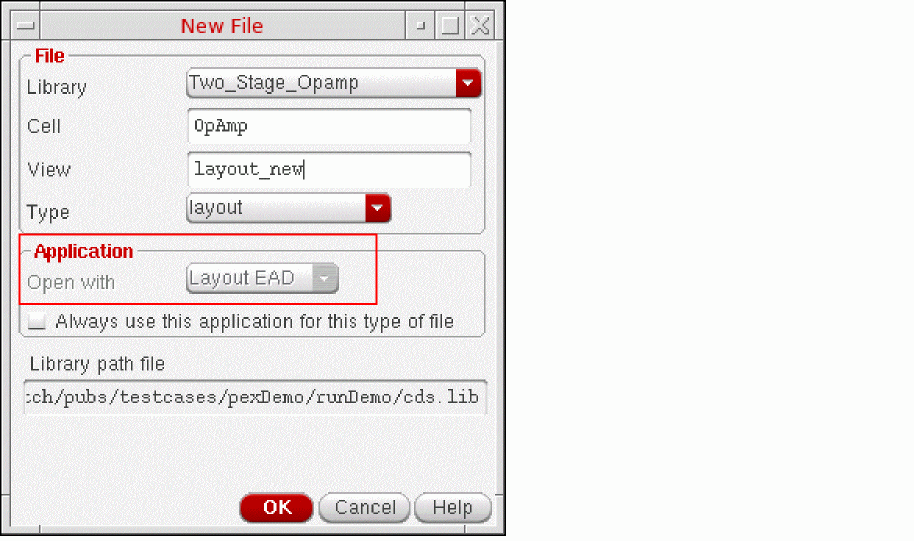 New File
File
Library
Two_Stage_Opamp
Cell
OpAmp
View
layout_new
Type
layout
Application
Open with
Layout EAD
Always use this application for this type of file
Library path file
/pubs/testcases/pexDemo/runDemo/cds.lib
OK Cancel Help